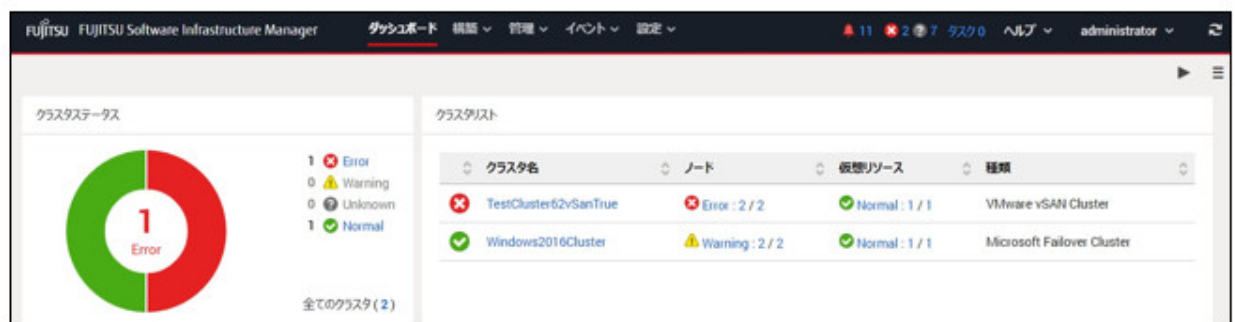 FUJITSU FUJITSU Software Infrastructure Manager ダッシュボード 構築 管理 イベント 設定 11 2 7 タスク 0 ヘルプ administrator
クラスタステータス
1 Error
0 Warning
0 Unknown
1 Normal
1
Error
全てのクラスタ(2)
クラスタリスト
クラスタ名 ノード 仮想リソース 種類
TestCluster62vSanTrue Error : 2 / 2 Normal : 1 / 1 VMware vSAN Cluster
Windows2016Cluster Warning : 2 / 2 Normal : 1 / 1 Microsoft Failover Cluster